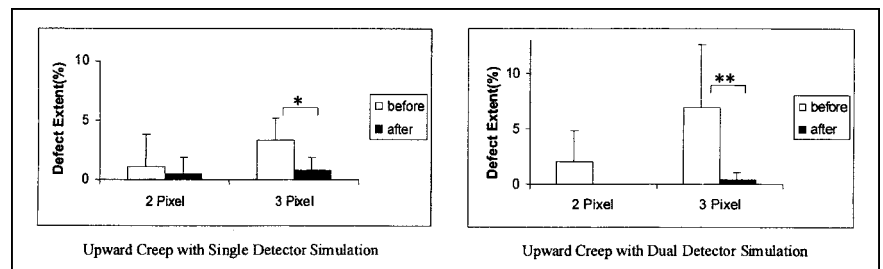 10
5
0
Defect Extent(%)
*
before
after
2 Pixel
3 Pixel
Upward Creep with Single Detector Simulation
10
5
0
Defect Extent(%)
**
before
after
2 Pixel
3 Pixel
Upward Creep with Dual Detector Simulation